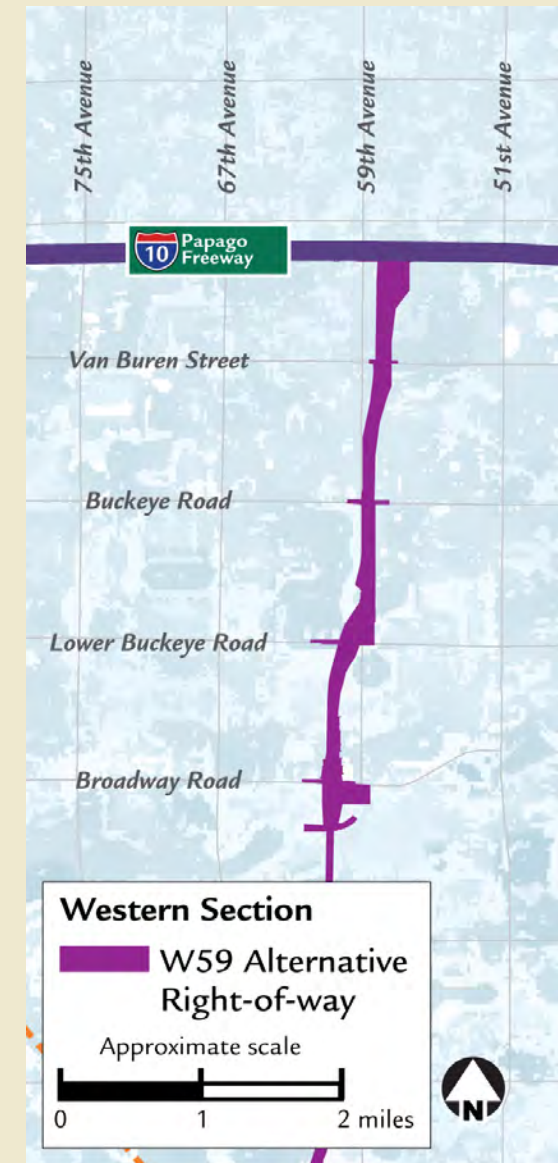 75th Avenue
67th Avenue
59th Avenue
51st Avenue
10
Papago
Freeway
Van Buren Street
Buckeye Road
Lower Buckeye Road
Broadway Road
Western Section
W59 Alternative
Right-of-way
Approximate scale
0 1 2 miles
N